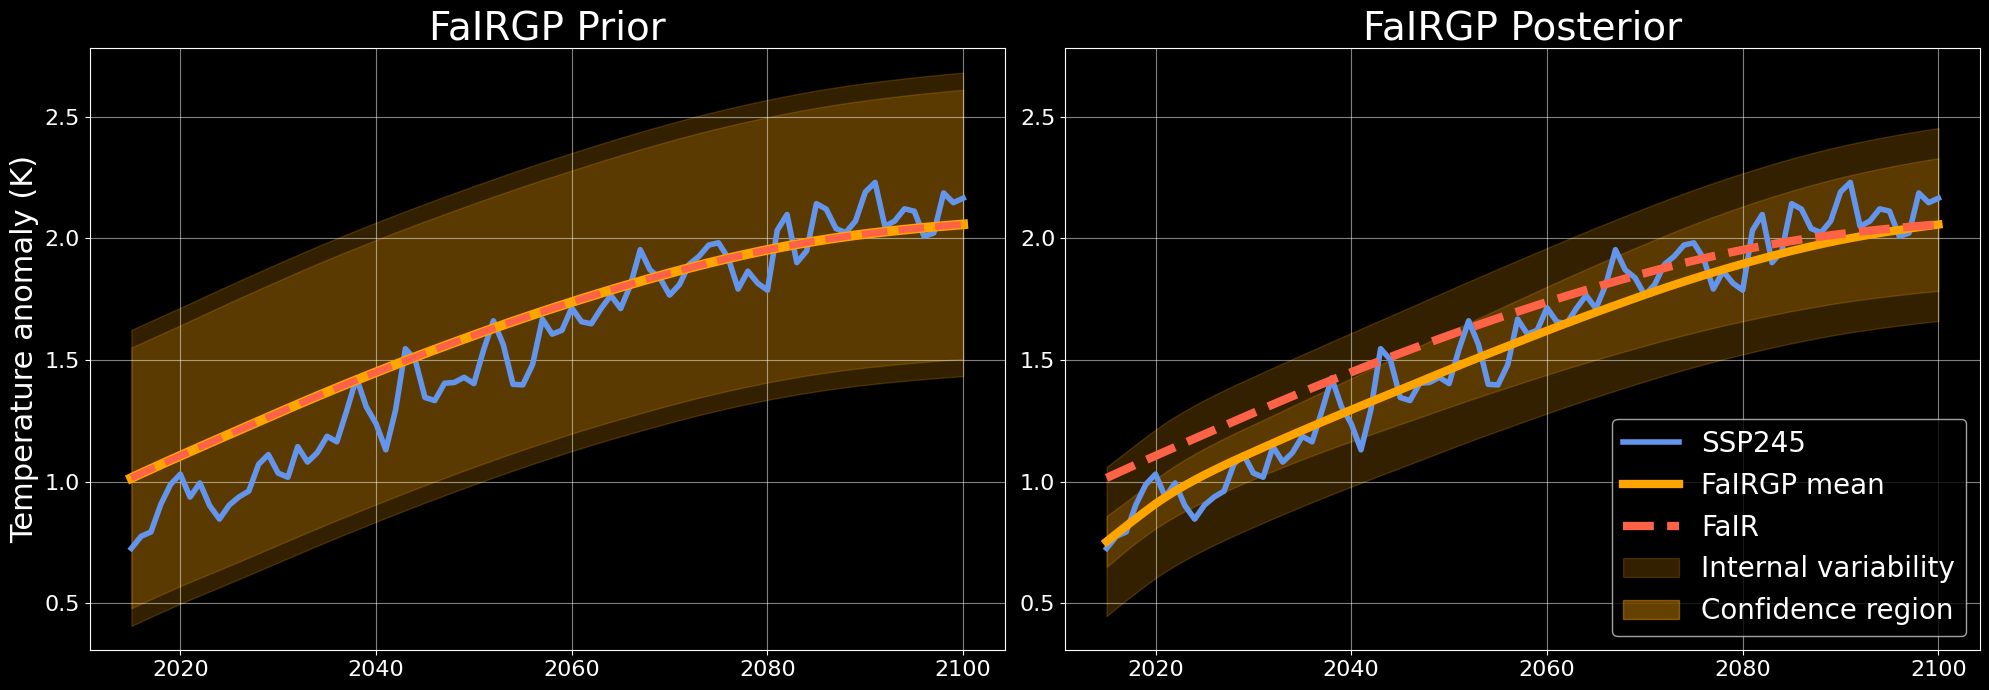 FaIRGP Prior
FaIRGP Posterior
Temperature anomaly (K)
2.5
2.0
1.5
1.0
0.5
2020
2040
2060
2080
2100
2.5
2.0
1.5
1.0
0.5
2020
2040
2060
2080
2100
SSP245
FaIRGP mean
FaIR
Internal variability
Confidence region